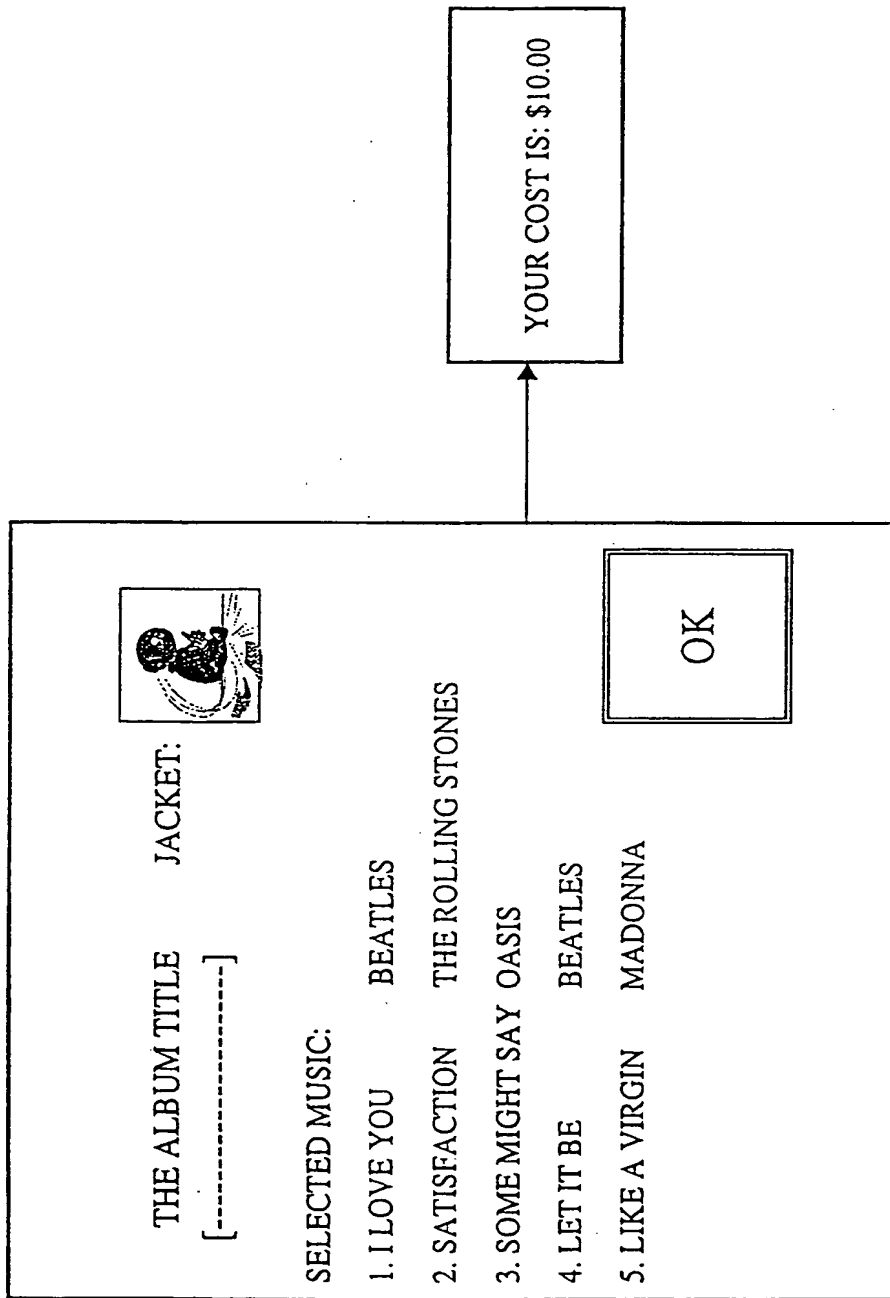 THE ALBUM TITLE JACKET:
[--------------------------]
SELECTED MUSIC:
1. I LOVE YOU BEATLES
2. SATISFACTION THE ROLLING STONES
3. SOME MIGHT SAY OASIS
4. LET IT BE BEATLES
5. LIKE A VIRGIN MADONNA
OK
YOUR COST IS: $10.00